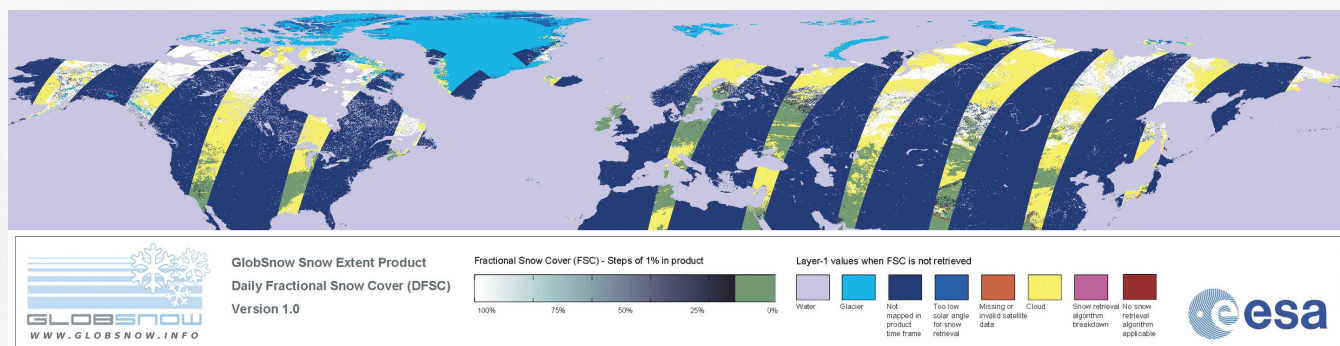 GlobSnow Snow Extent Product
Daily Fractional Snow Cover (DFSC)
Version 1.0
GLOBSNOW
WWW.GLOBSNOW.INFO
Fractional Snow Cover (FSC) - Steps of 1% in product
100% 75% 50% 25% 0%
Layer-1 values when FSC is not retrieved
Water
Glacier
Not
mapped in
product
time frame
Too low
solar angle
for snow
retrieval
Missing or
invalid satellite
data
Cloud
Snow retrieval
algorithm
breakdown
No snow
retrieval
algorithm
applicable
esa